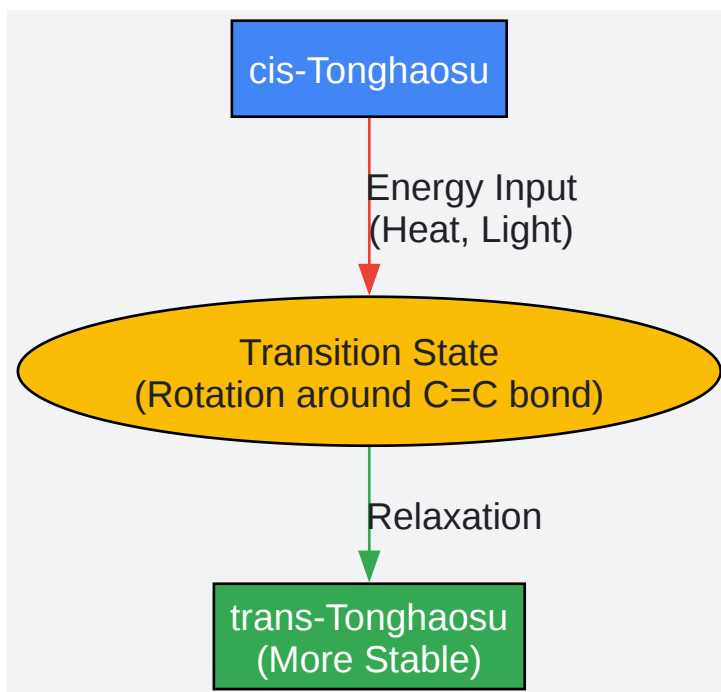 cis-Tonghaosu
Energy Input
(Heat, Light)
Transition State
(Rotation around C=C bond)
Relaxation
trans-Tonghaosu
(More Stable)